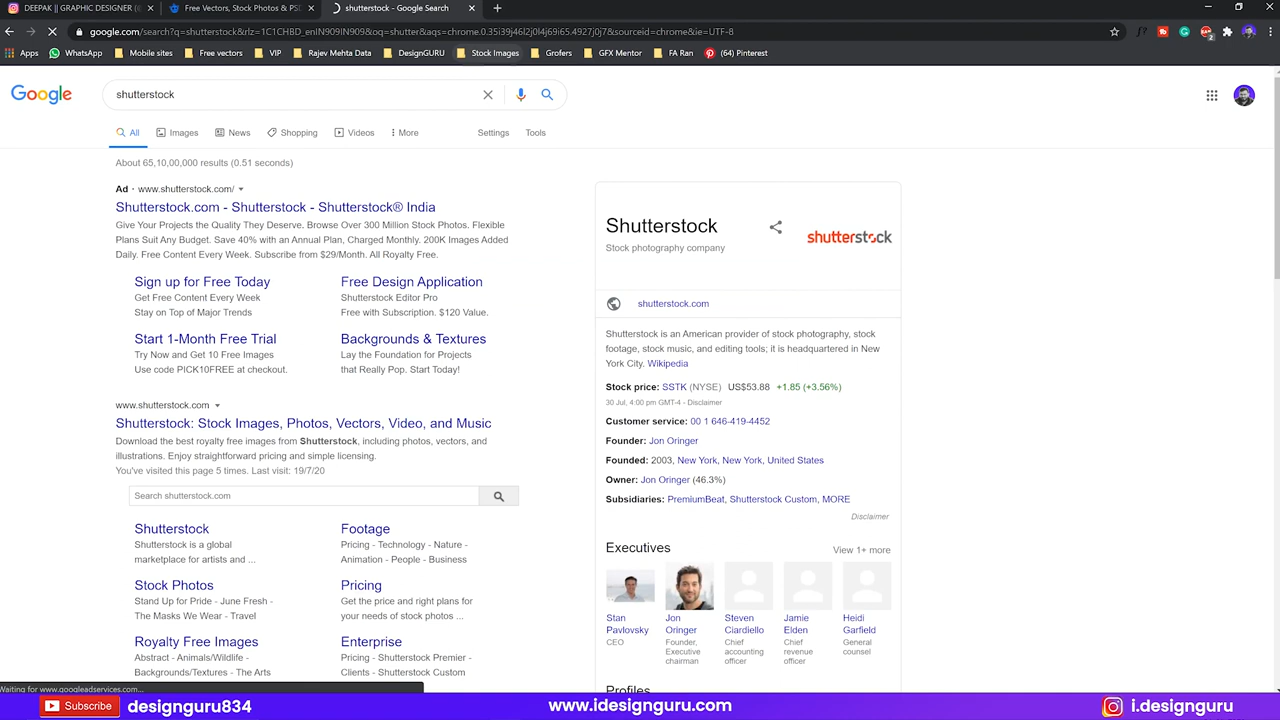 DEEPAK || GRAPHIC DESIGNER (
Free Vectors, Stock Photos & PSD
shutterstock - Google Search
google.com/search?q=shutterstock&rlz=1C1CHBD_enIN909IN909&oq=shutter&aqs=chrome.0.35i39j46l2j0l4j69i65.4927j0j7&sourceid=chrome&ie=UTF-8
Apps
WhatsApp
Mobile sites
Free vectors
VIP
Rajev Mehta Data
DesignGURU
Stock Images
Grofers
GFX Mentor
FA Ran
(64) Pinterest
Google
shutterstock
All
Images
News
Shopping
Videos
More
Settings
Tools
About 65,10,00,000 results (0.51 seconds)
Ad · www.shutterstock.com/
Shutterstock.com - Shutterstock - Shutterstock® India
Give Your Projects the Quality They Deserve. Browse Over 300 Million Stock Photos. Flexible
Plans Suit Any Budget. Save 40% with an Annual Plan, Charged Monthly. 200K Images Added
Daily. Free Content Every Week. Subscribe from $29/Month. All Royalty Free.
Sign up for Free Today
Get Free Content Every Week
Stay on Top of Major Trends
Free Design Application
Shutterstock Editor Pro
Free with Subscription. $120 Value.
Start 1-Month Free Trial
Try Now and Get 10 Free Images
Use code PICK10FREE at checkout.
Backgrounds & Textures
Lay the Foundation for Projects
that Really Pop. Start Today!
www.shutterstock.com
Shutterstock: Stock Images, Photos, Vectors, Video, and Music
Download the best royalty free images from Shutterstock, including photos, vectors, and
illustrations. Enjoy straightforward pricing and simple licensing.
You've visited this page 5 times. Last visit: 19/7/20
Search shutterstock.com
Shutterstock
Shutterstock is a global
marketplace for artists and ...
Footage
Pricing - Technology - Nature -
Animation - People - Business
Stock Photos
Stand Up for Pride - June Fresh -
The Masks We Wear - Travel
Pricing
Get the price and right plans for
your needs of stock photos ...
Royalty Free Images
Abstract - Animals/Wildlife -
Backgrounds/Textures - The Arts
Enterprise
Pricing - Shutterstock Premier -
Clients - Shutterstock Custom
Shutterstock
Stock photography company
shutterstock
shutterstock.com
Shutterstock is an American provider of stock photography, stock
footage, stock music, and editing tools; it is headquartered in New
York City. Wikipedia
Stock price: SSTK (NYSE) US$53.88 +1.85 (+3.56%)
30 Jul, 4:00 pm GMT-4 - Disclaimer
Customer service: 00 1 646-419-4452
Founder: Jon Oringer
Founded: 2003, New York, New York, United States
Owner: Jon Oringer (46.3%)
Subsidiaries: PremiumBeat, Shutterstock Custom, MORE
Disclaimer
Executives
View 1+ more
Stan
Pavlovsky
CEO
Jon
Oringer
Founder,
Executive
chairman
Steven
Ciardiello
Chief
accounting
officer
Jamie
Elden
Chief
revenue
officer
Heidi
Garfield
General
counsel
Profiles
Waiting for www.googleadservices.com...
Subscribe
designguru834
www.idesignguru.com
i.designguru